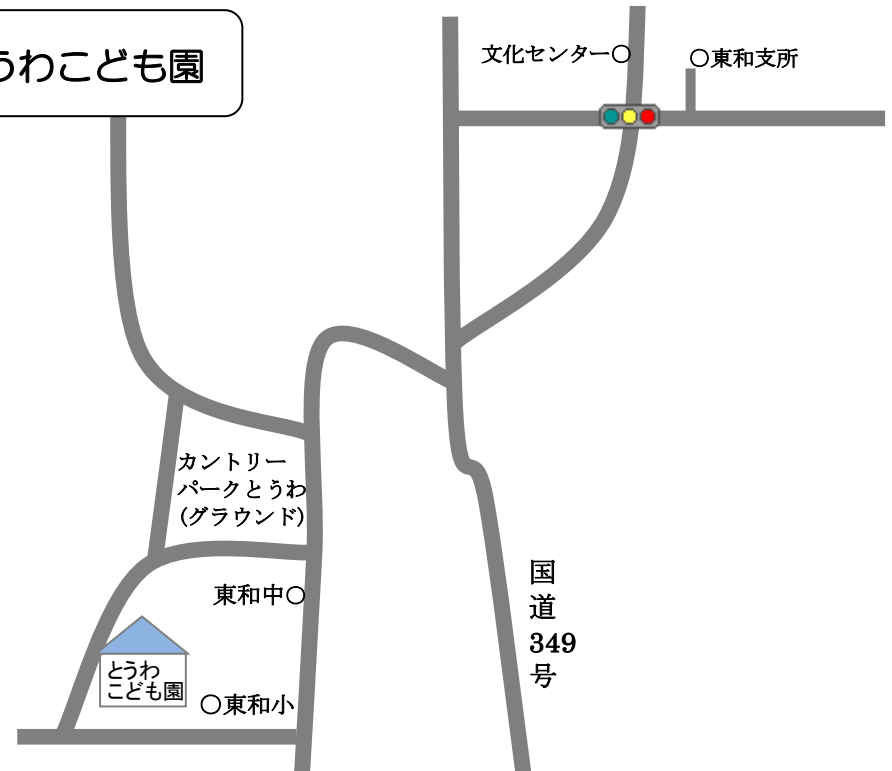 うわこども園
文化センター○
○東和支所
カントリー
パークとうわ
(グラウンド)
東和中○
国
道
349
号
とうわ
こども園
○東和小